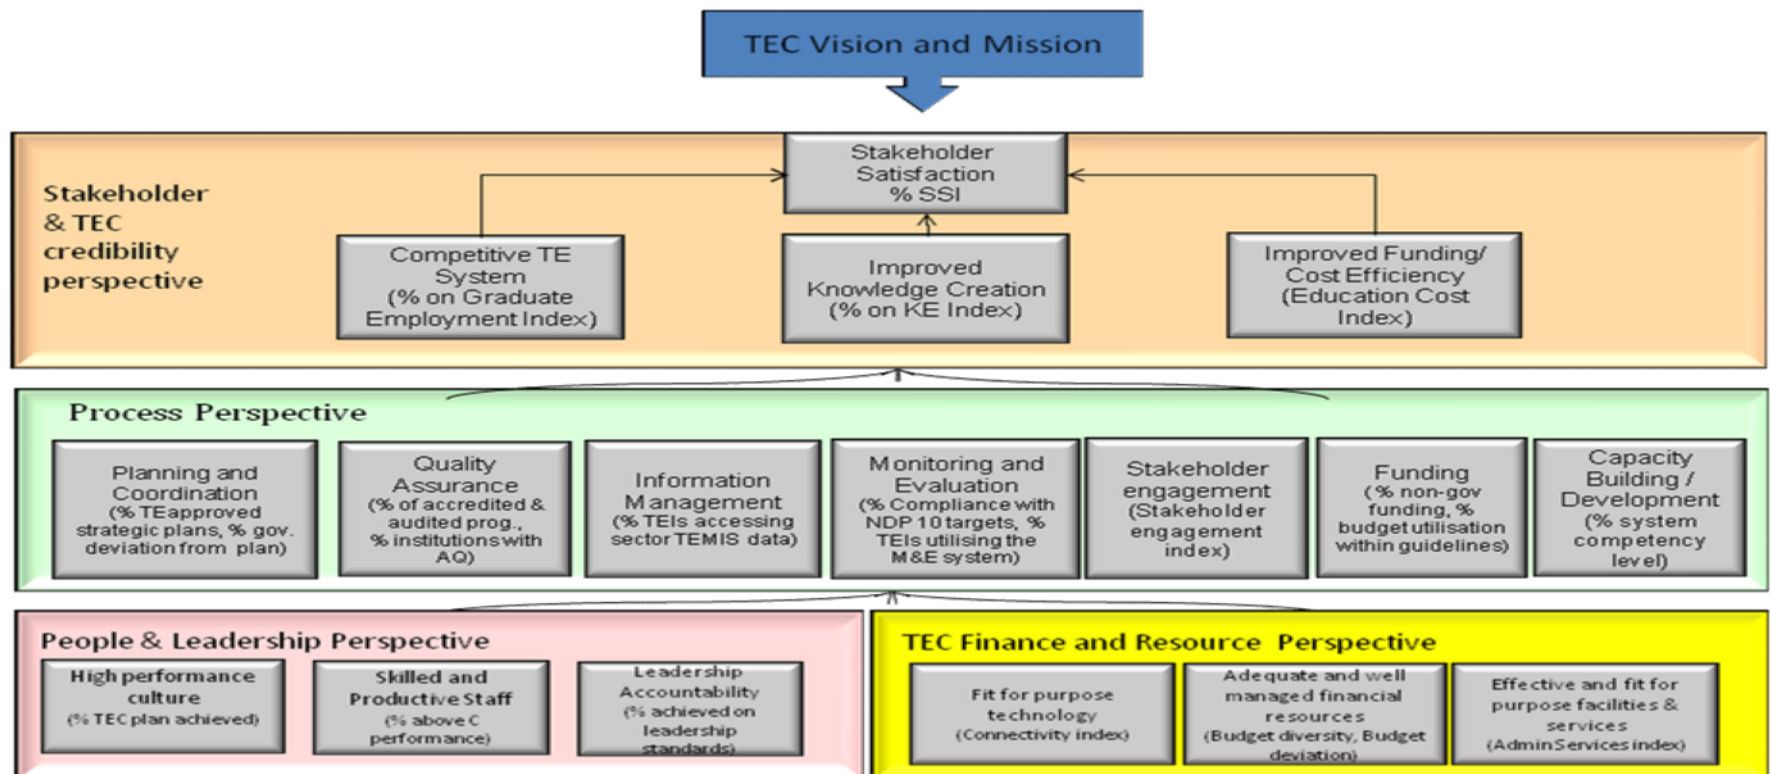 TEC Vision and Mission
Stakeholder
& TEC
credibility
perspective
Stakeholder
Satisfaction
% SSI
Competitive TE
System
(% on Graduate
Employment Index)
Improved
Knowledge Creation
(% on KE Index)
Improved Funding/
Cost Efficiency
(Education Cost
Index)
Process Perspective
Planning and
Coordination
(% TEapproved
strategic plans, % gov.
deviation from plan)
Quality
Assurance
(% of accredited &
audited prog.,
% institutions with
AQ)
Information
Management
(% TEIs accessing
sector TEMIS data)
Monitoring and
Evaluation
(% Compliance with
NDP 10 targets, %
TEIs utilising the
M&E system)
Stakeholder
engagement
(Stakeholder
engagement
index)
Funding
( % non-gov
funding, %
budget utilisation
within guidelines)
Capacity
Building /
Development
(% system
competency
level)
People & Leadership Perspective
High performance
culture
(% TEC plan achieved)
Skilled and
Productive Staff
(% above C
performance)
Leadership
Accountability
(% achieved on
leadership
standards)
TEC Finance and Resource Perspective
Fit for purpose
technology
(Connectivity index)
Adequate and well
managed financial
resources
(Budget diversity, Budget
deviation)
Effective and fit for
purpose facilities &
services
(Admin Services index)